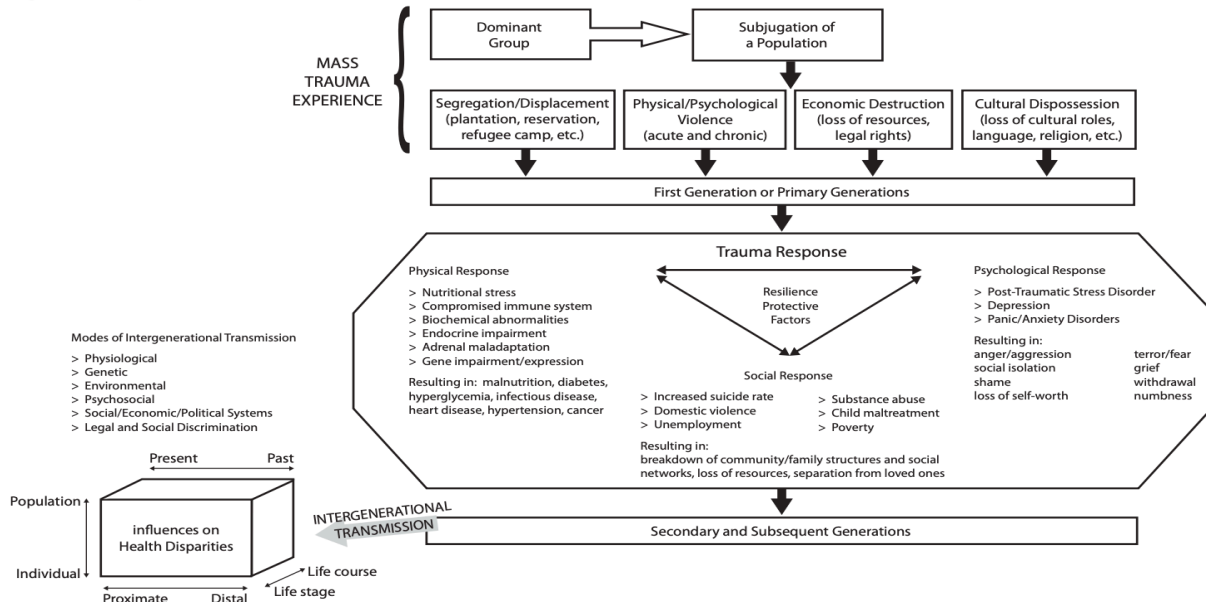 MASS
TRAUMA
EXPERIENCE
Dominant
Group
Subjugation of
a Population
Segregation/Displacement
(plantation, reservation,
refugee camp, etc.)
Physical/Psychological
Violence
(acute and chronic)
Economic Destruction
(loss of resources,
legal rights)
Cultural Dispossession
(loss of cultural roles,
language, religion, etc.)
First Generation or Primary Generations
Trauma Response
Physical Response
> Nutritional stress
> Compromised immune system
> Biochemical abnormalities
> Endocrine impairment
> Adrenal maladaptation
> Gene impairment/expression
Resulting in: malnutrition, diabetes,
hyperglycemia, infectious disease,
heart disease, hypertension, cancer
Resilience
Protective
Factors
Social Response
> Increased suicide rate
> Domestic violence
> Unemployment
> Substance abuse
> Child maltreatment
> Poverty
Resulting in:
breakdown of community/family structures and social
networks, loss of resources, separation from loved ones
Psychological Response
> Post-Traumatic Stress Disorder
> Depression
> Panic/Anxiety Disorders
Resulting in:
anger/aggression
social isolation
shame
loss of self-worth
terror/fear
grief
withdrawal
numbness
Secondary and Subsequent Generations
INTERGENERATIONAL
TRANSMISSION
Modes of Intergenerational Transmission
> Physiological
> Genetic
> Environmental
> Psychosocial
> Social/Economic/Political Systems
> Legal and Social Discrimination
Present
Past
Population
Individual
influences on
Health Disparities
Life course
Life stage
Proximate
Distal